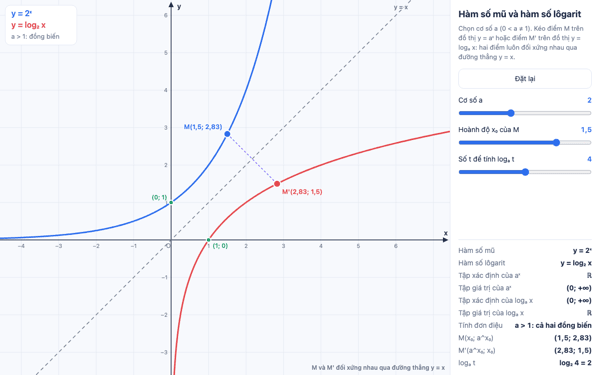 y = 2ˣ
y = log₂ x
a > 1: đồng biến
y
y = x
6
5
4
3
2
1
M(1,5; 2,83)
M'(2,83; 1,5)
(0; 1)
(1; 0)
x
−4
−3
−2
−1
O
1
2
3
4
5
6
−1
−2
−3
M và M' đối xứng nhau qua đường thẳng y = x
Hàm số mũ và hàm số lôgarit
Chọn cơ số a (0 < a ≠ 1). Kéo điểm M trên
đồ thị y = aˣ hoặc điểm M' trên đồ thị y =
logₐ x: hai điểm luôn đối xứng nhau qua
đường thẳng y = x.
Đặt lại
Cơ số a 2
Hoành độ x₀ của M 1,5
Số t để tính logₐ t 4
Hàm số mũ y = 2ˣ
Hàm số lôgarit y = log₂ x
Tập xác định của aˣ ℝ
Tập giá trị của aˣ (0; +∞)
Tập xác định của logₐ x (0; +∞)
Tập giá trị của logₐ x ℝ
Tính đơn điệu a > 1: cả hai đồng biến
M(x₀; a^x₀) (1,5; 2,83)
M'(a^x₀; x₀) (2,83; 1,5)
logₐ t log₂ 4 = 2